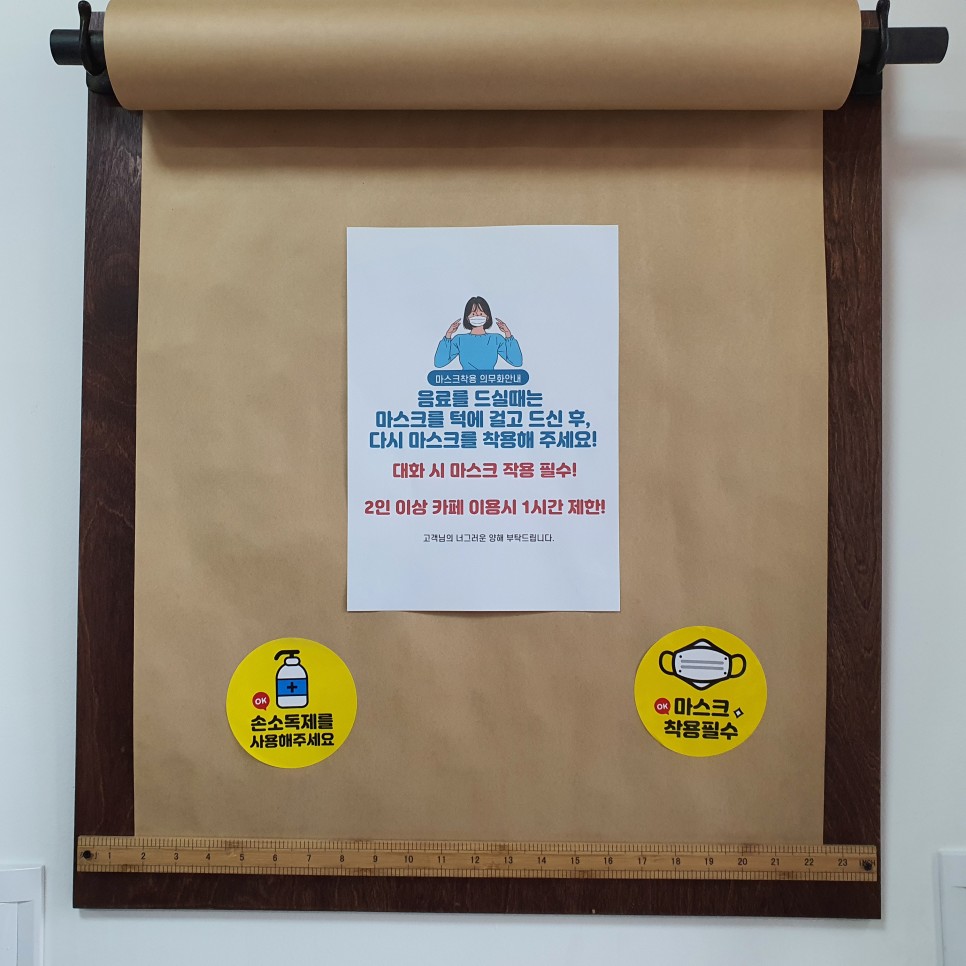 마스크착용 의무화안내
음료를 드실때는
마스크를 턱에 걸고 드신 후,
다시 마스크를 착용해 주세요!
대화 시 마스크 작용 필수!
2인 이상 카페 이용시 1시간 제한!
고객님의 너그러운 양해 부탁드립니다.
OK
손소독제를
사용해주세요
OK 마스크
착용필수
1 2 3 4 5 6 7 8 9 10 11 12 13 14 15 16 17 18 19 20 21 22 23